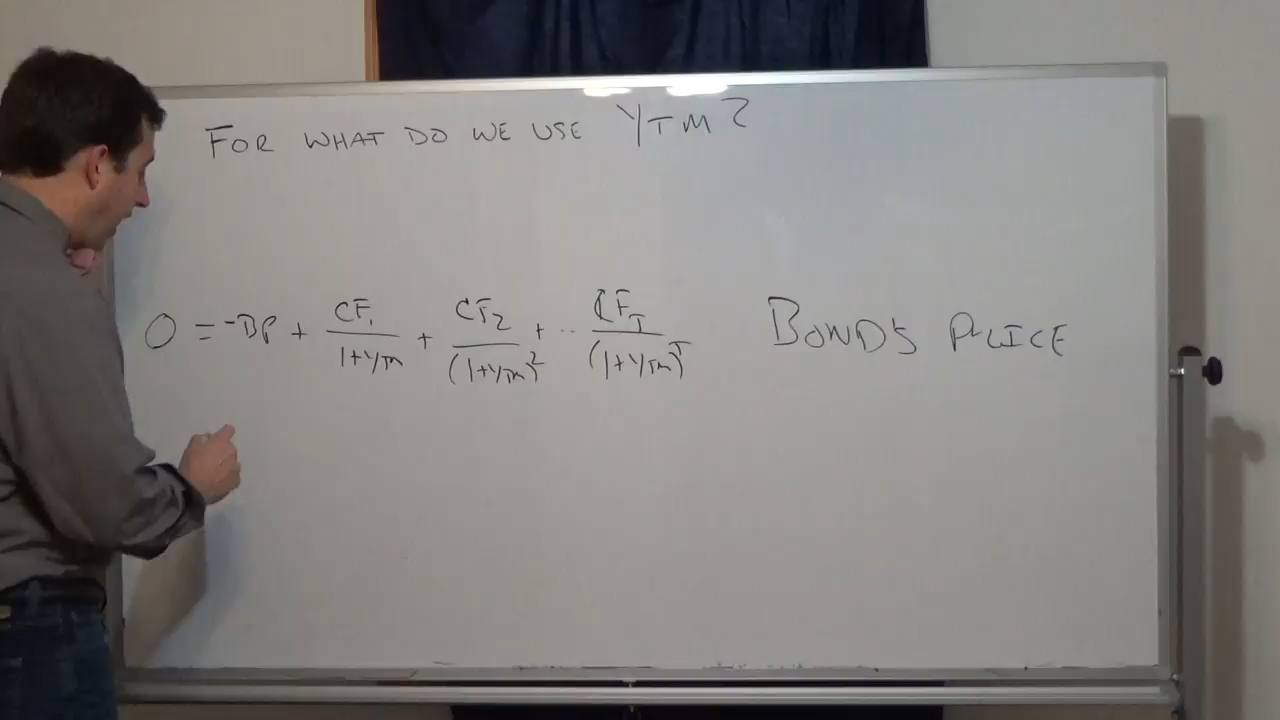 FOR WHAT DO WE USE YTM?
0 = -BP + CF1/(1+YTM) + CF2/(1+YTM)^2 + .. CFT/(1+YTM)^T BOND'S PRICE